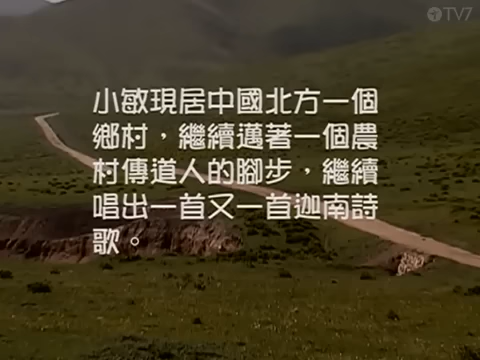 TV7
小敏現居中國北方一個
鄉村，繼續邁著一個農
村傳道人的腳步，繼續
唱出一首又一首迦南詩
歌。